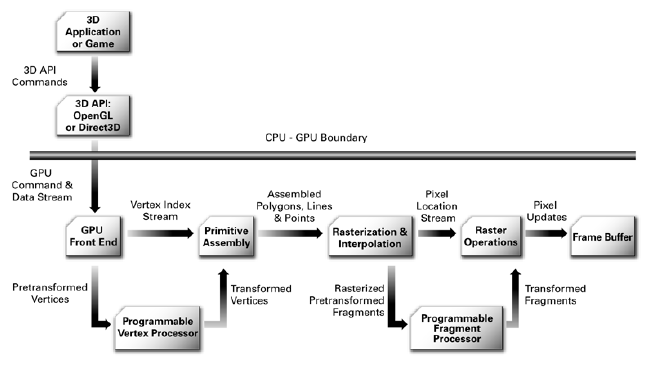 3D
Application
or Game
3D API
Commands
3D API:
OpenGL
or Direct3D
CPU - GPU Boundary
GPU
Command &
Data Stream
Vertex Index
Stream
Assembled
Polygons, Lines
& Points
Pixel
Location
Stream
Pixel
Updates
GPU
Front End
Primitive
Assembly
Rasterization &
Interpolation
Raster
Operations
Frame Buffer
Pretransformed
Vertices
Transformed
Vertices
Rasterized
Pretransformed
Fragments
Transformed
Fragments
Programmable
Vertex Processor
Programmable
Fragment
Processor